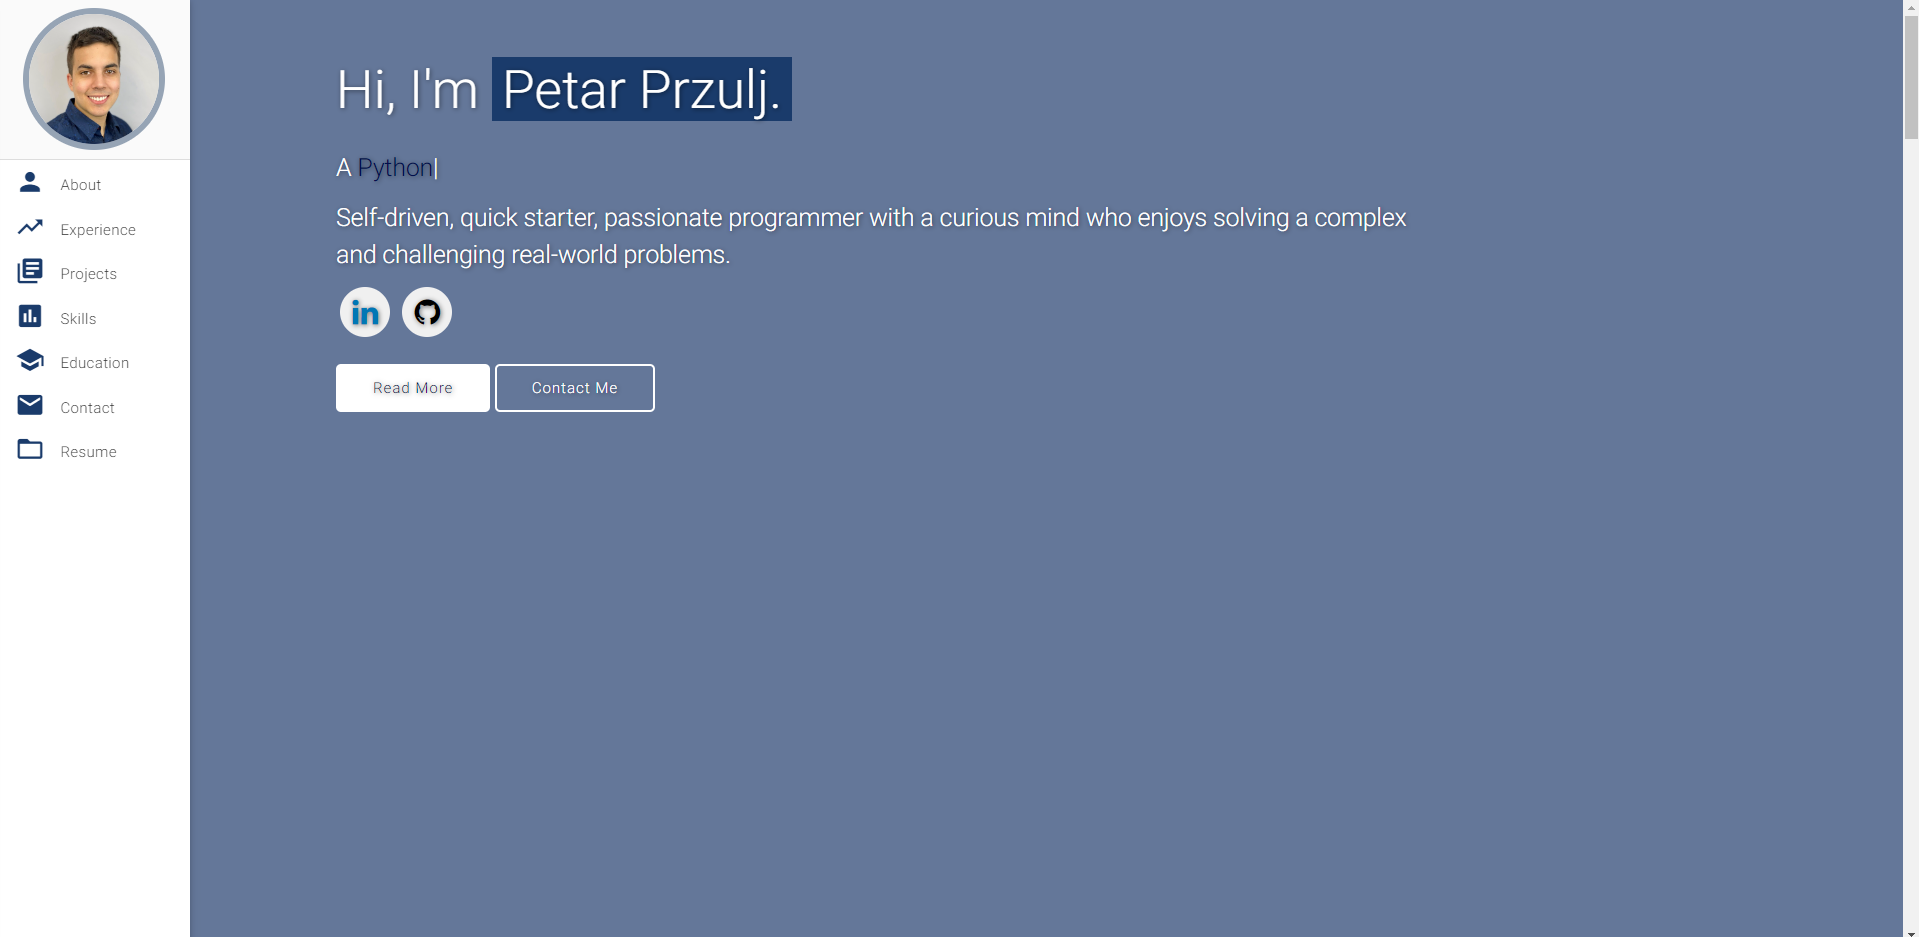 About
Experience
Projects
Skills
Education
Contact
Resume
Hi, I'm Petar Przulj.
A Python|
Self-driven, quick starter, passionate programmer with a curious mind who enjoys solving a complex
and challenging real-world problems.
in
Read More Contact Me